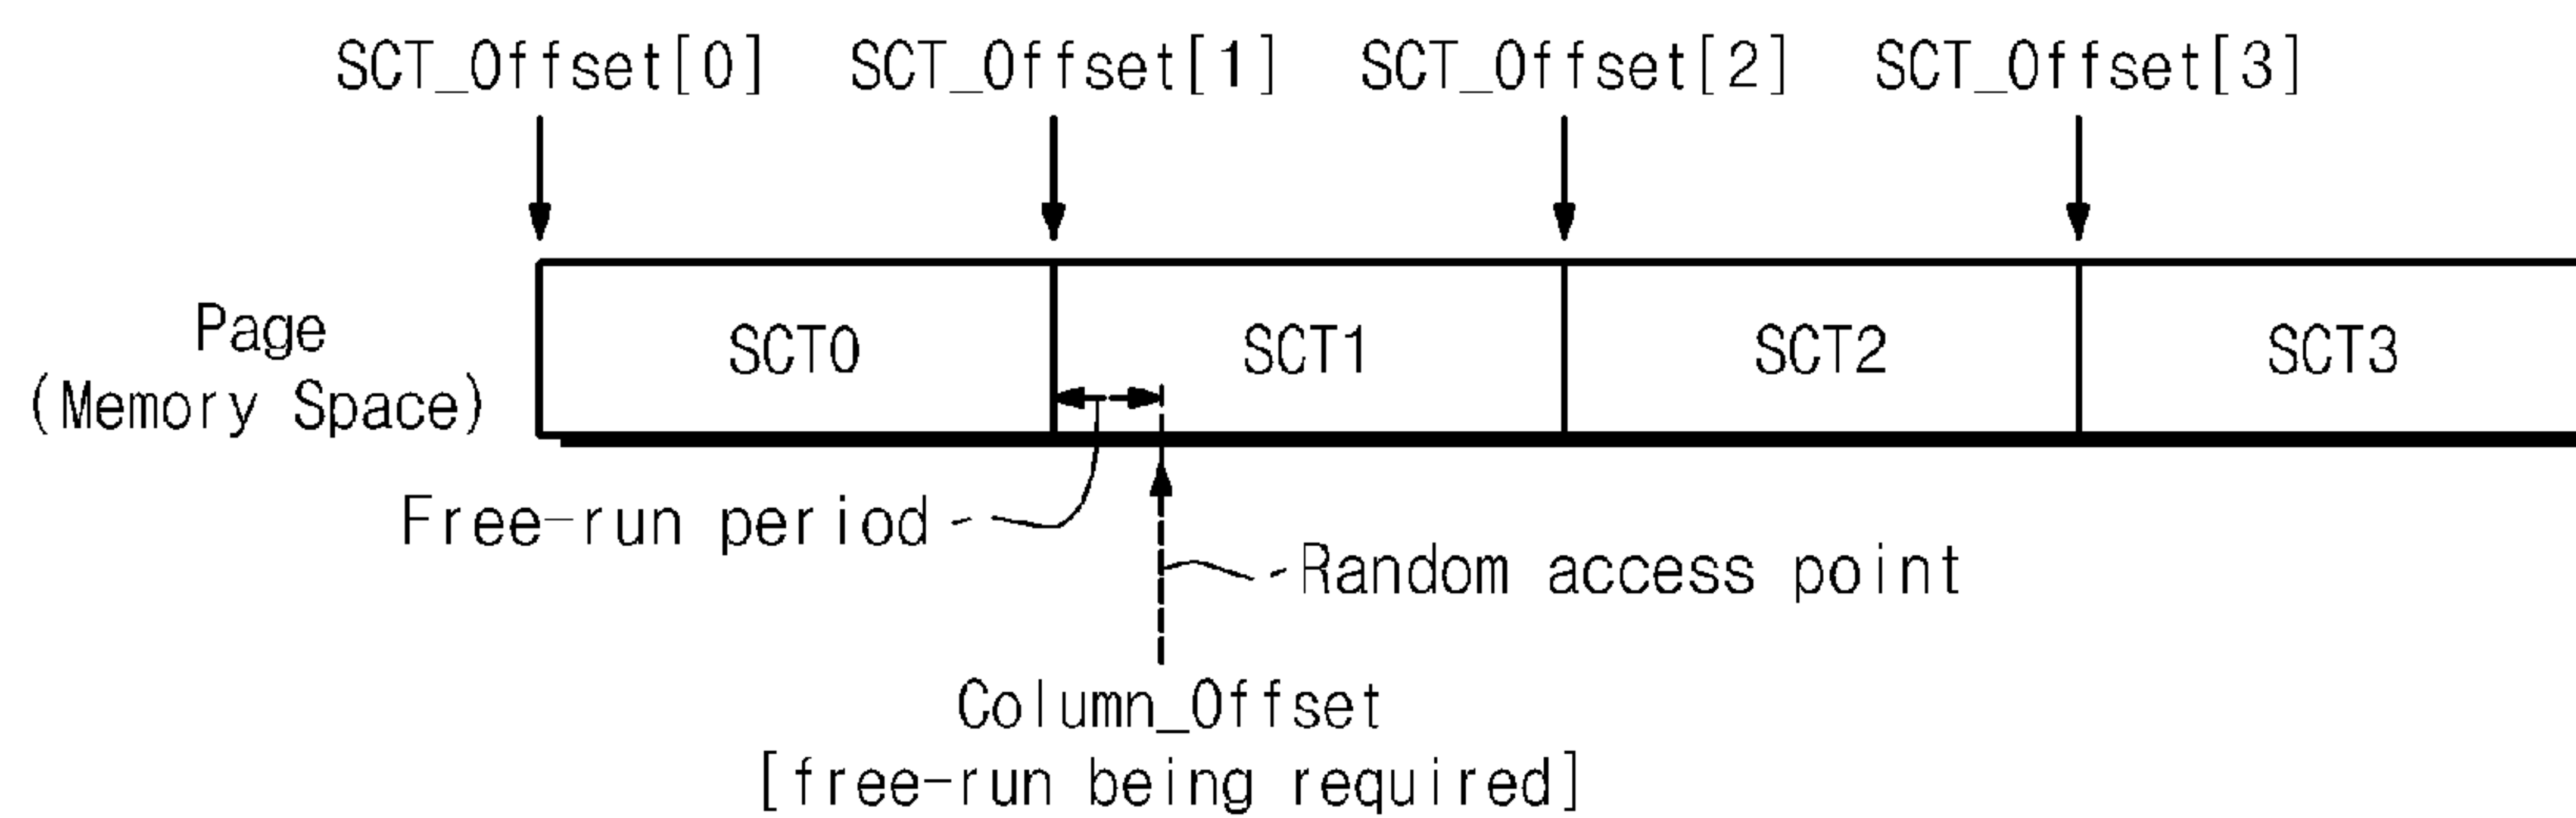 SCT_Offset[0] SCT_Offset[1] SCT_Offset[2] SCT_Offset[3]
Page
(Memory Space)
SCT0 SCT1 SCT2 SCT3
Free-run period
Random access point
Column_Offset
[free-run being required]